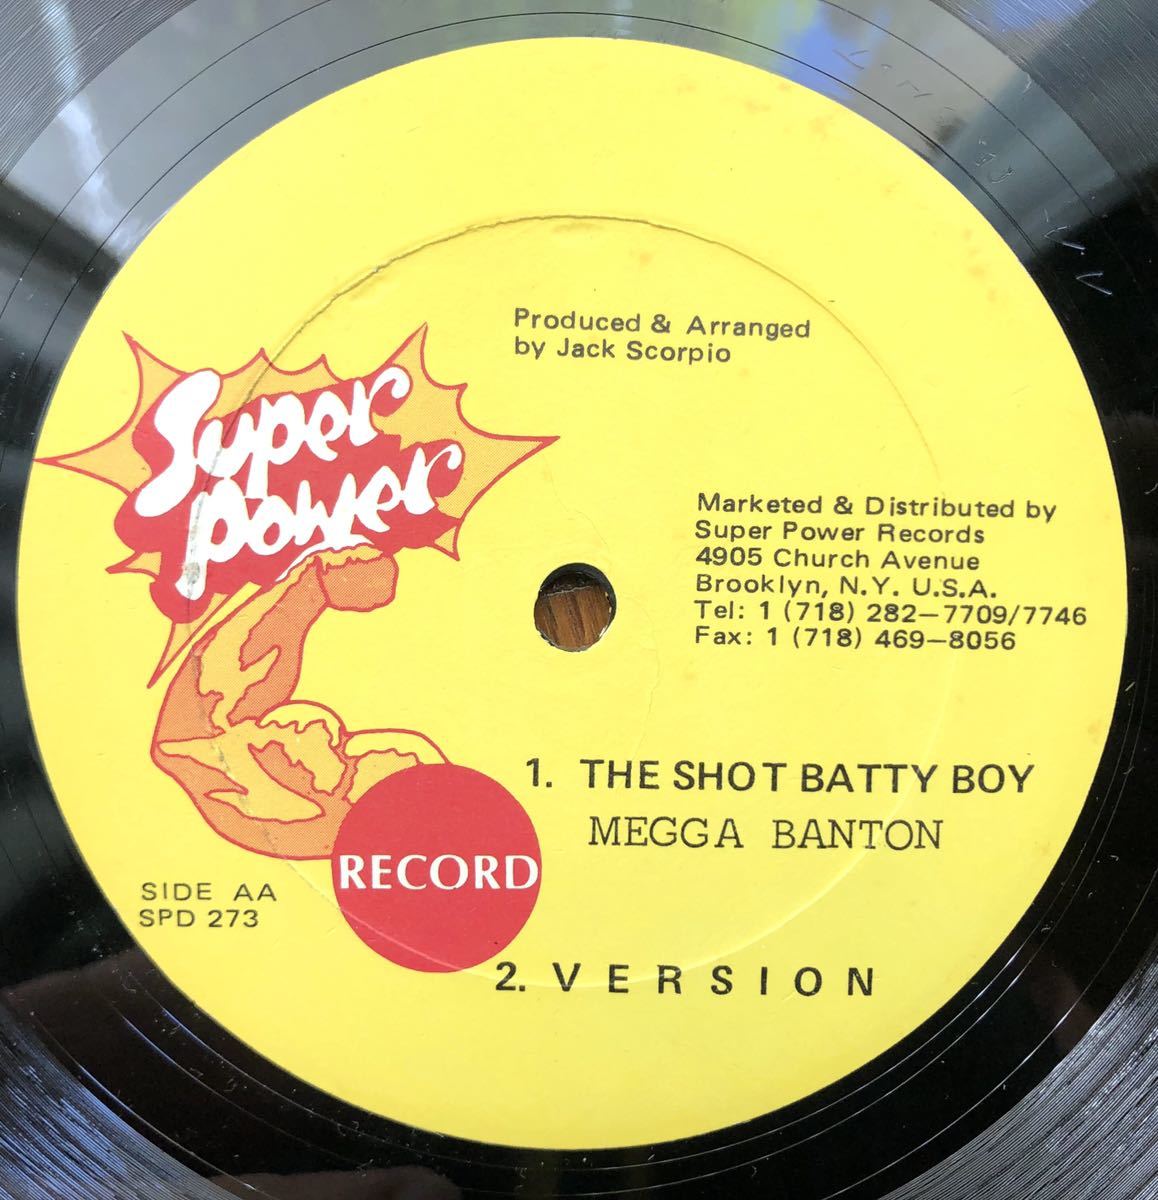 Produced & Arranged
by Jack Scorpio
Super
Power
Marketed & Distributed by
Super Power Records
4905 Church Avenue
Brooklyn, N.Y. U.S.A.
Tel: 1 (718) 282–7709/7746
Fax: 1 (718) 469–8056
1. THE SHOT BATTY BOY
MEGGA BANTON
RECORD
SIDE AA
SPD 273
2. VERSION